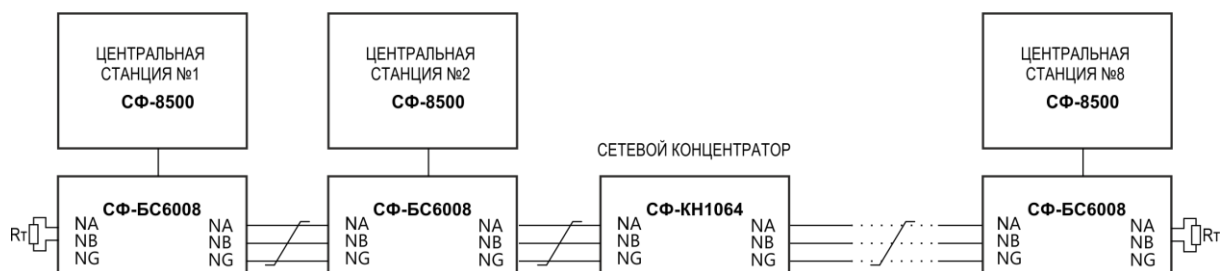 ЦЕНТРАЛЬНАЯ
СТАНЦИЯ №1
СФ-8500
ЦЕНТРАЛЬНАЯ
СТАНЦИЯ №2
СФ-8500
ЦЕНТРАЛЬНАЯ
СТАНЦИЯ №8
СФ-8500
СЕТЕВОЙ КОНЦЕНТРАТОР
СФ-БС6008
Rт
NA
NB
NG
NA
NB
NG
СФ-БС6008
NA
NB
NG
NA
NB
NG
СФ-КН1064
NA
NB
NG
NA
NB
NG
СФ-БС6008
NA
NB
NG
NA
NB
NG
Rт